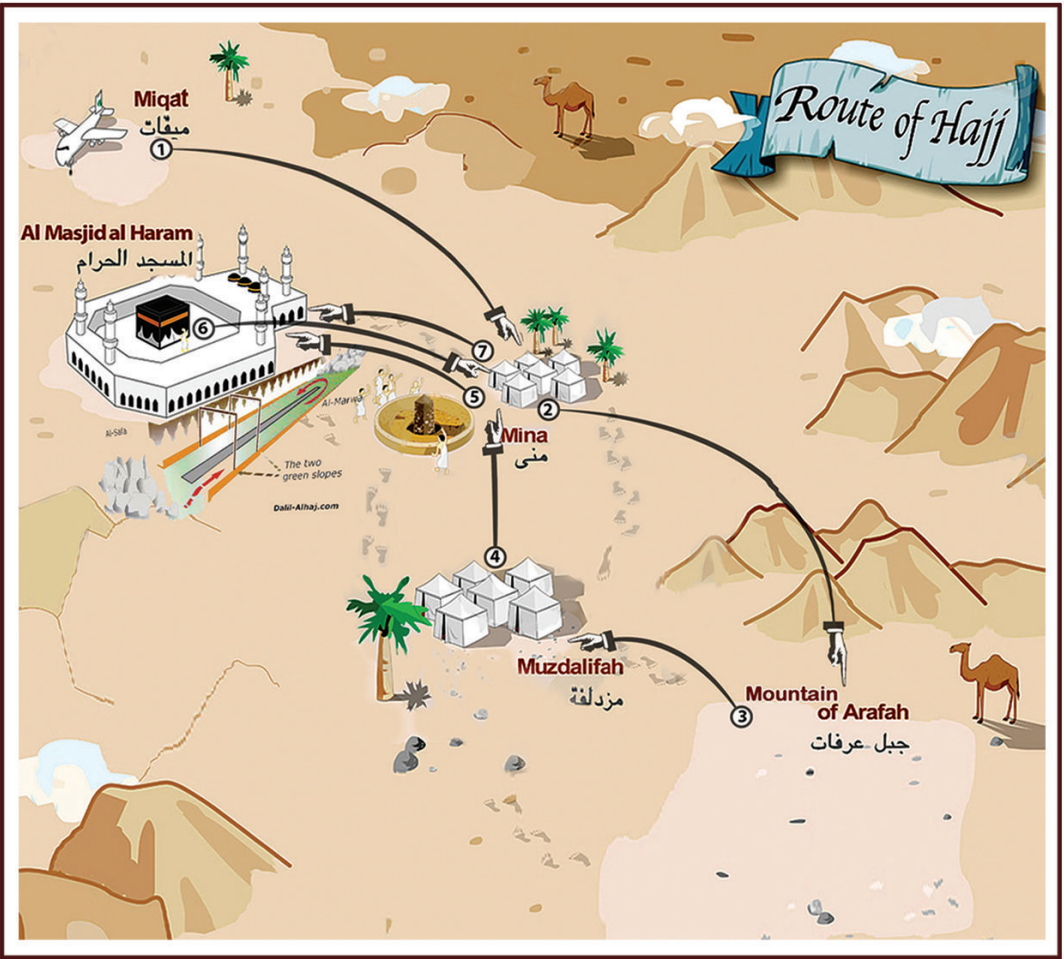 Route of Hajj
Miqat
ميقات
1
Al Masjid al Haram
المسجد الحرام
6
7
5
2
Al-Marwa
Al-Safa
Mina
منى
The two
green slopes
Dalil-Alhaj.com
4
Muzdalifah
مزدلفة
3
Mountain
of Arafah
جبل عرفات